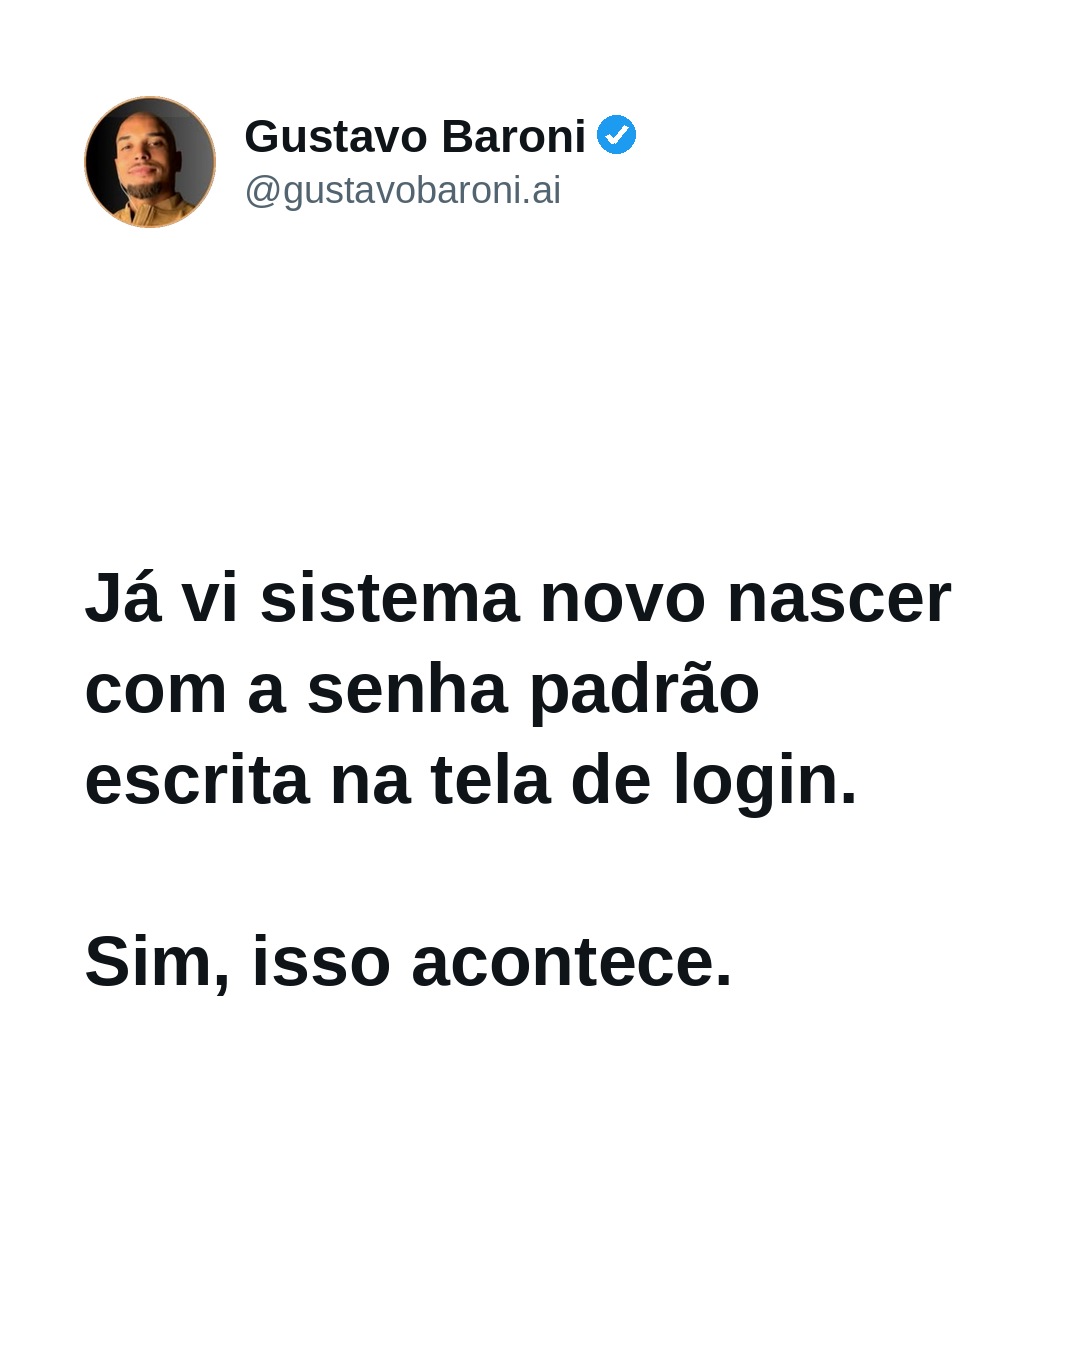 Gustavo Baroni
@gustavobaroni.ai
Já vi sistema novo nascer
com a senha padrão
escrita na tela de login.
Sim, isso acontece.